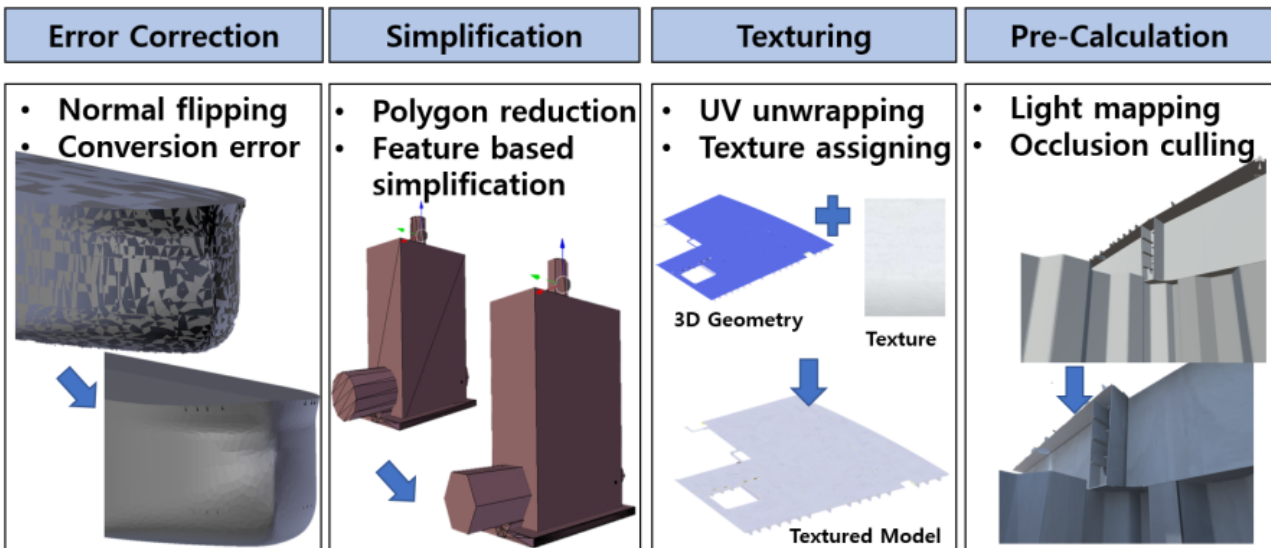 Error Correction
• Normal flipping
• Conversion error
Simplification
• Polygon reduction
• Feature based
simplification
Texturing
• UV unwrapping
• Texture assigning
3D Geometry
Texture
Textured Model
Pre-Calculation
• Light mapping
• Occlusion culling